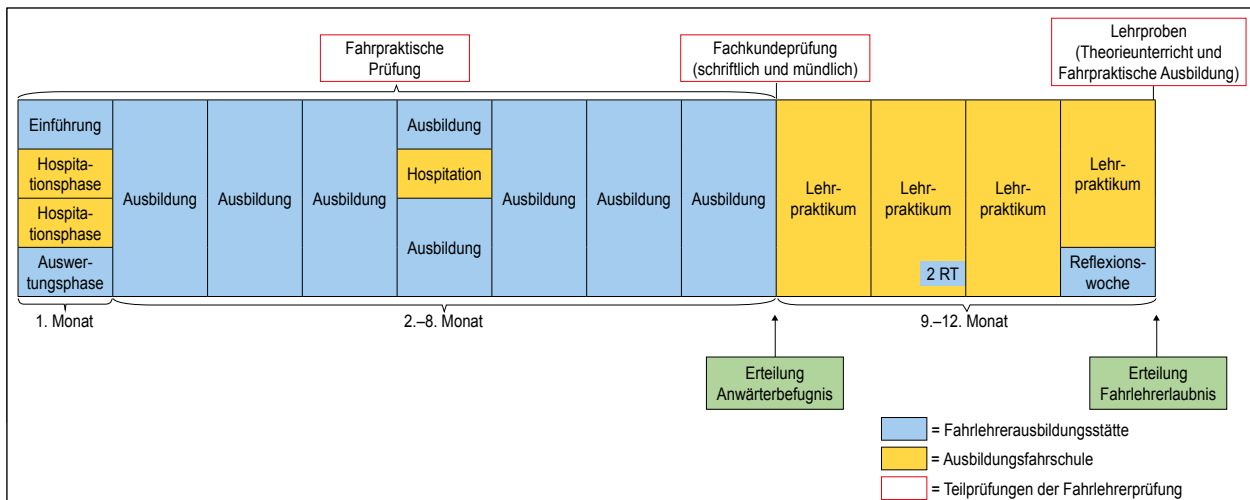 Fahrpraktische
Prüfung
Fachkundeprüfung
(schriftlich und mündlich)
Lehrproben
(Theorieunterricht und
Fahrpraktische Ausbildung)
Einführung
Hospita-
tionsphase
Hospita-
tionsphase
Auswer-
tungsphase
Ausbildung
Ausbildung
Ausbildung
Ausbildung
Hospitation
Ausbildung
Ausbildung
Ausbildung
Ausbildung
Lehr-
praktikum
Lehr-
praktikum
2 RT
Lehr-
praktikum
Lehr-
praktikum
Reflexions-
woche
1. Monat
2.–8. Monat
9.–12. Monat
Erteilung
Anwärterbefugnis
Erteilung
Fahrlehrerlaubnis
= Fahrlehrerausbildungsstätte
= Ausbildungsfahrschule
= Teilprüfungen der Fahrlehrerprüfung